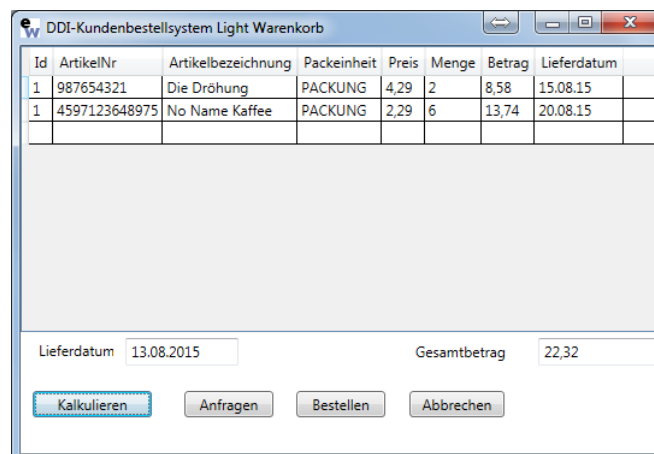 DDI-Kundenbestellsystem Light Warenkorb
Id ArtikelNr Artikelbezeichnung Packeinheit Preis Menge Betrag Lieferdatum
1 987654321 Die Dröhung PACKUNG 4,29 2 8,58 15.08.15
1 4597123648975 No Name Kaffee PACKUNG 2,29 6 13,74 20.08.15
Lieferdatum 13.08.2015 Gesamtbetrag 22,32
Kalkulieren Anfragen Bestellen Abbrechen